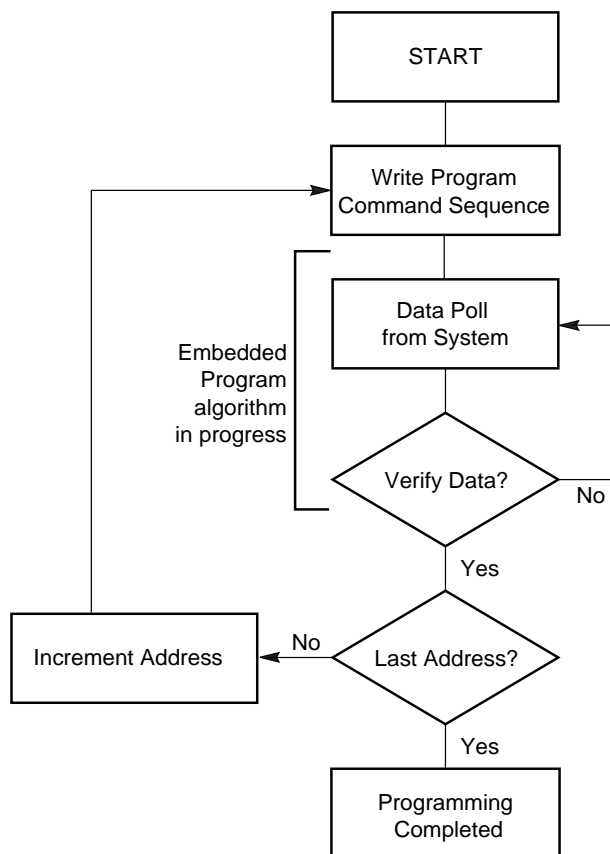 START
Write Program
Command Sequence
Data Poll
from System
Embedded
Program
algorithm
in progress
Verify Data?
No
Yes
No
Increment Address
Last Address?
Yes
Programming
Completed